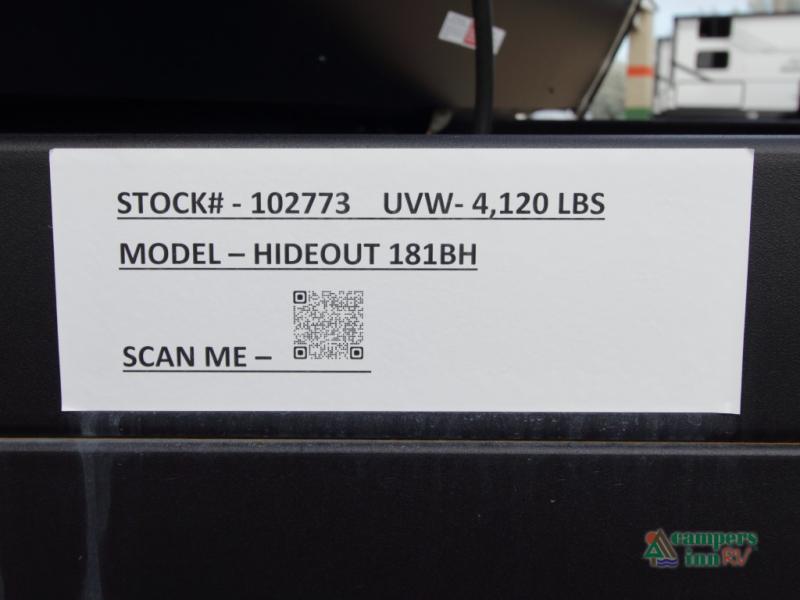 STOCK# - 102773 UVW- 4,120 LBS
MODEL – HIDEOUT 181BH
SCAN ME –
campers
inn RV